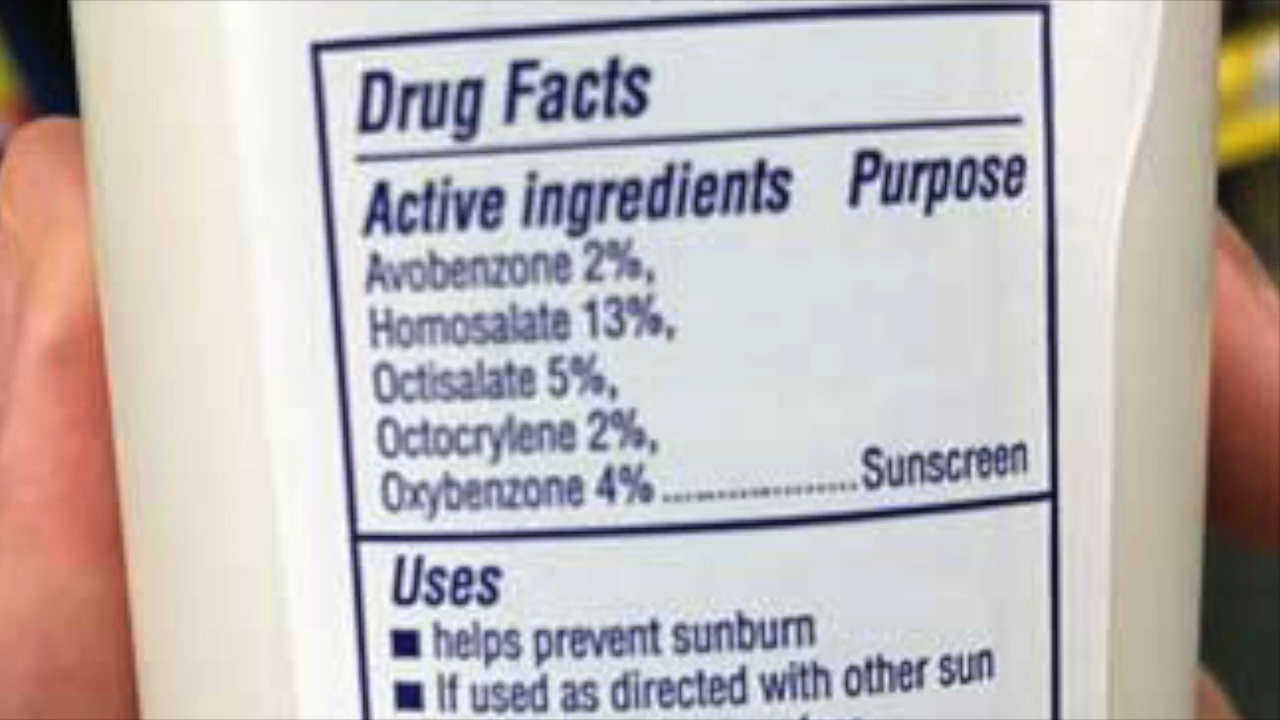 Drug Facts
Active ingredients Purpose
Avobenzone 2%,
Homosalate 13%,
Octisalate 5%,
Octocrylene 2%,
Oxybenzone 4% ................ Sunscreen
Uses
■ helps prevent sunburn
■ If used as directed with other sun